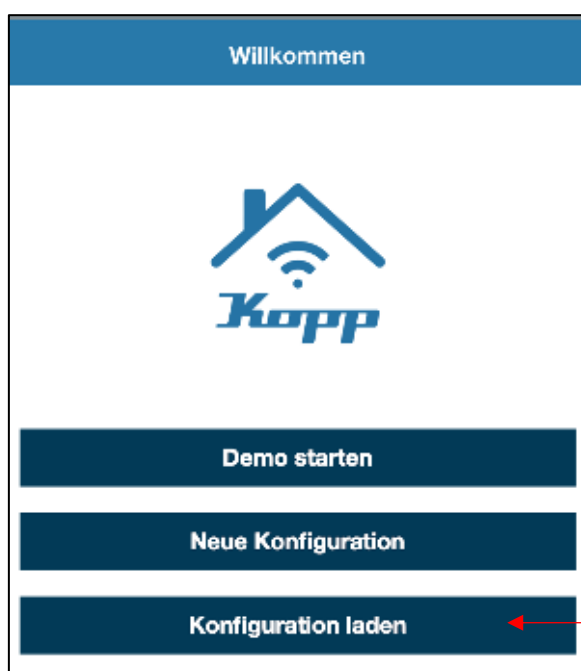 Willkommen
Kopp
Demo starten
Neue Konfiguration
Konfiguration laden